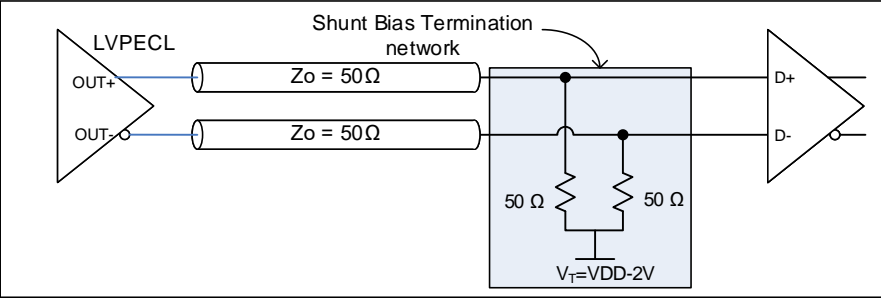 Shunt Bias Termination
network
LVPECL
OUT+
Zo = 50Ω
D+
OUT-
Zo = 50Ω
D-
50 Ω
50 Ω
V_T=VDD-2V